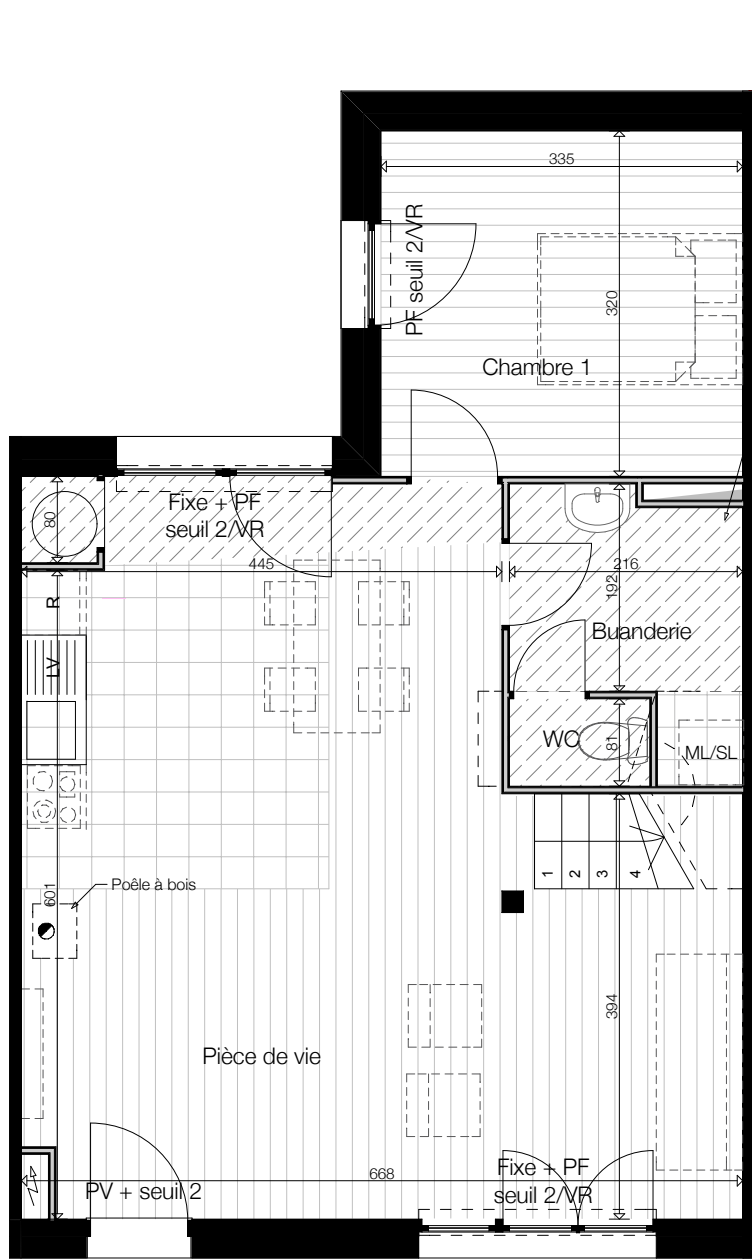 335
PF seuil 2/VR
320
Chambre 1
Fixe + PF
seuil 2/VR
80
445
216
192
R
Buanderie
LV
WC
81
ML/SL
1
2
3
4
Poêle à bois
601
394
Pièce de vie
Fixe + PF
seuil 2/VR
668
PV + seuil 2